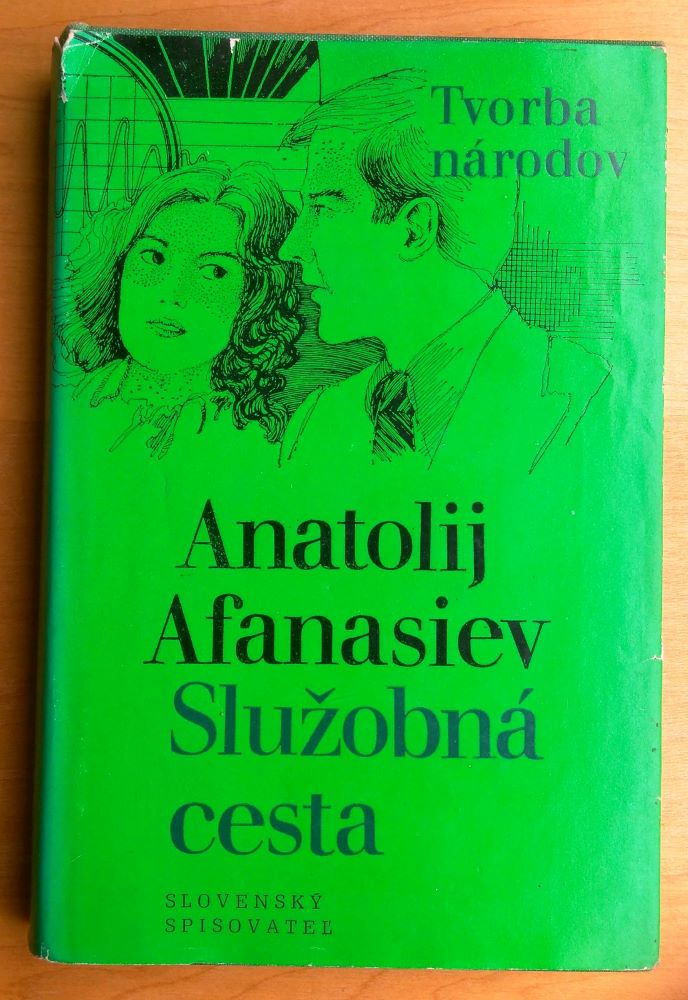 Tvorba
národov
Anatolij
Afanasiev
Služobná
cesta
SLOVENSKÝ
SPISOVATEĽ